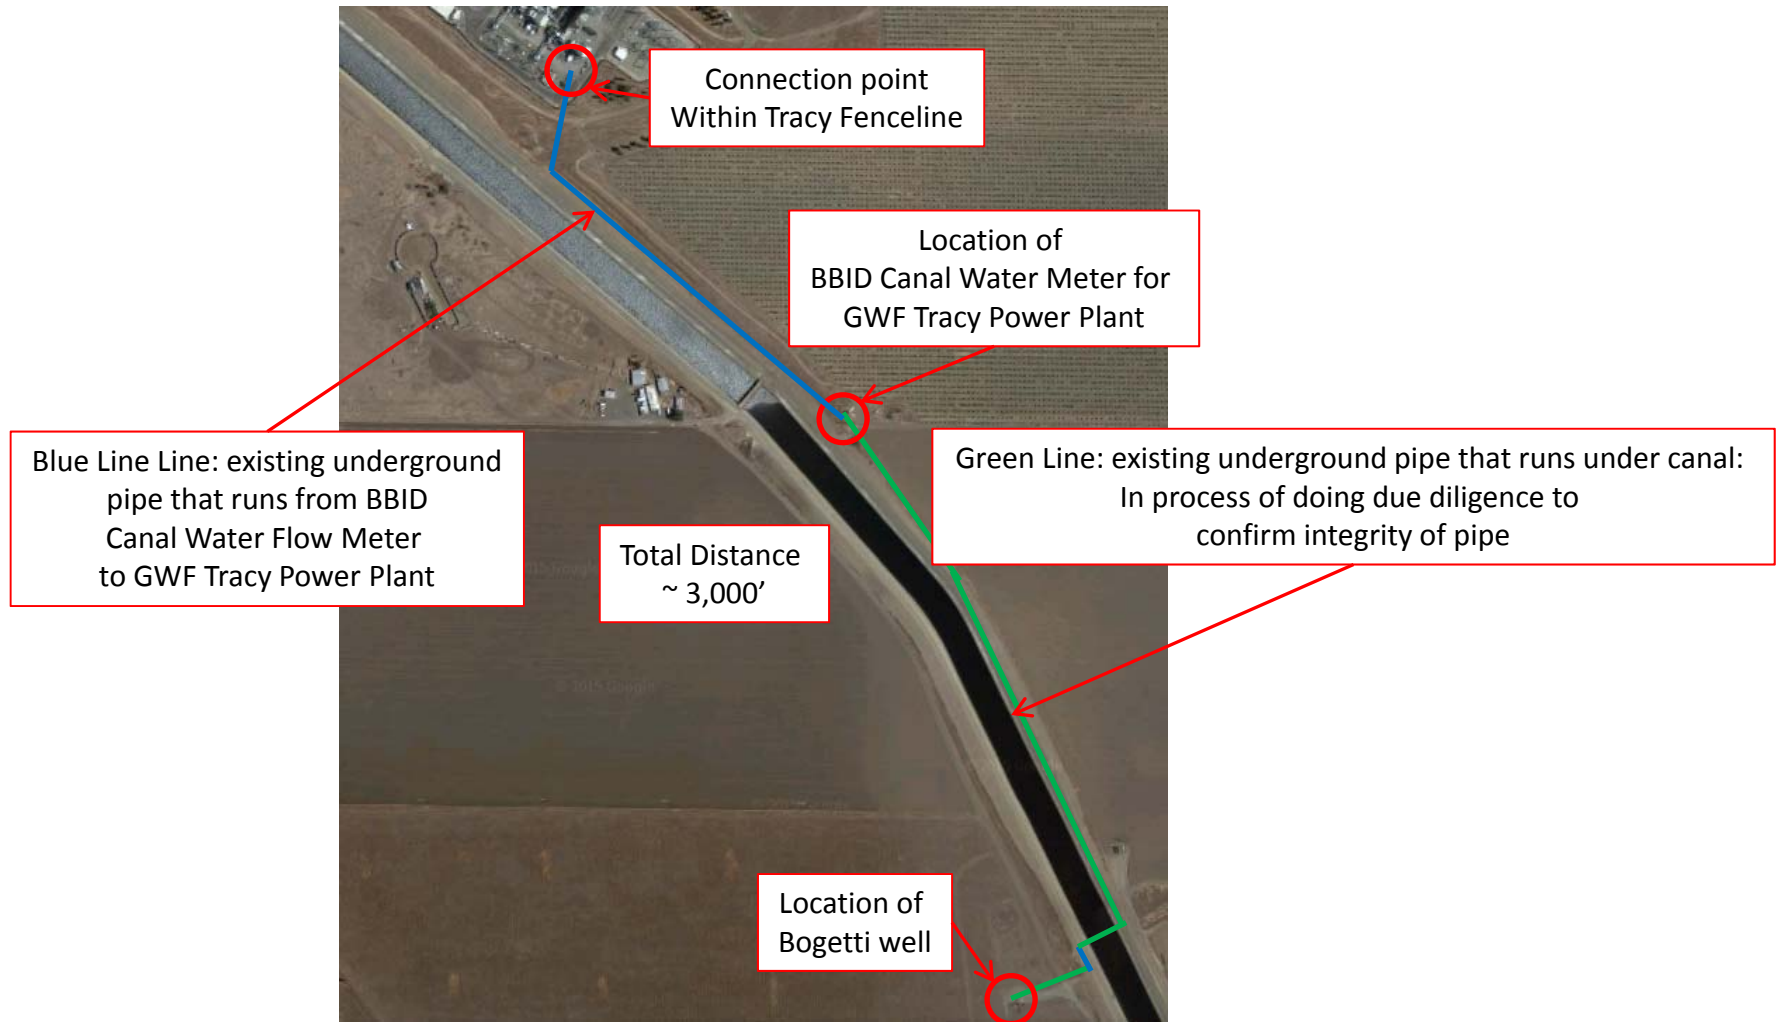 Connection point
Within Tracy Fenceline
Location of
BBID Canal Water Meter for
GWF Tracy Power Plant
Blue Line Line: existing underground
pipe that runs from BBID
Canal Water Flow Meter
to GWF Tracy Power Plant
Green Line: existing underground pipe that runs under canal:
In process of doing due diligence to
confirm integrity of pipe
Total Distance
~ 3,000’
© 2015 Google
Location of
Bogetti well